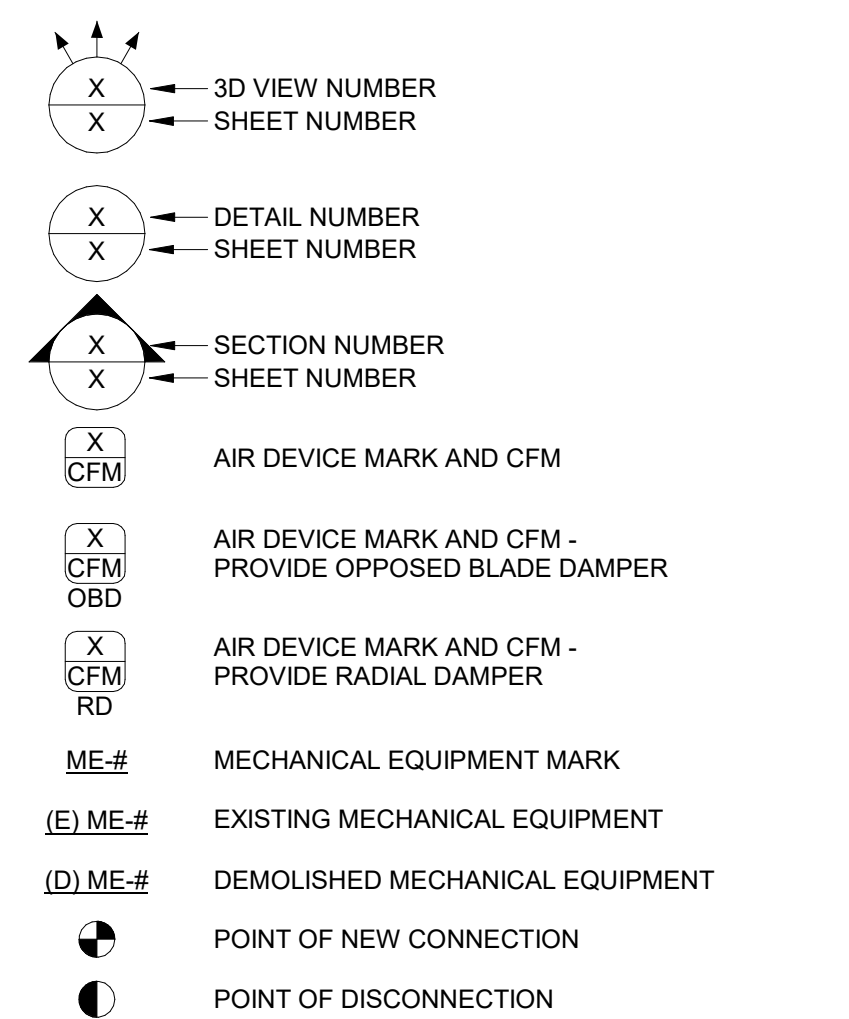 X 3D VIEW NUMBER
X SHEET NUMBER
X DETAIL NUMBER
X SHEET NUMBER
X SECTION NUMBER
X SHEET NUMBER
X
CFM
AIR DEVICE MARK AND CFM
X
CFM
OBD
AIR DEVICE MARK AND CFM -
PROVIDE OPPOSED BLADE DAMPER
X
CFM
RD
AIR DEVICE MARK AND CFM -
PROVIDE RADIAL DAMPER
ME-# MECHANICAL EQUIPMENT MARK
(E) ME-# EXISTING MECHANICAL EQUIPMENT
(D) ME-# DEMOLISHED MECHANICAL EQUIPMENT
POINT OF NEW CONNECTION
POINT OF DISCONNECTION